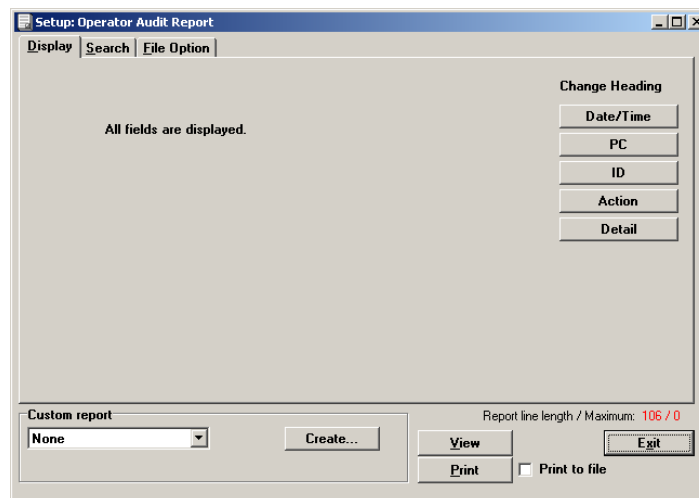 Setup: Operator Audit Report
Display Search File Option
Change Heading
Date/Time
All fields are displayed.
PC
ID
Action
Detail
Custom report
Report line length / Maximum: 106 / 0
None Create... View Exit
Print Print to file